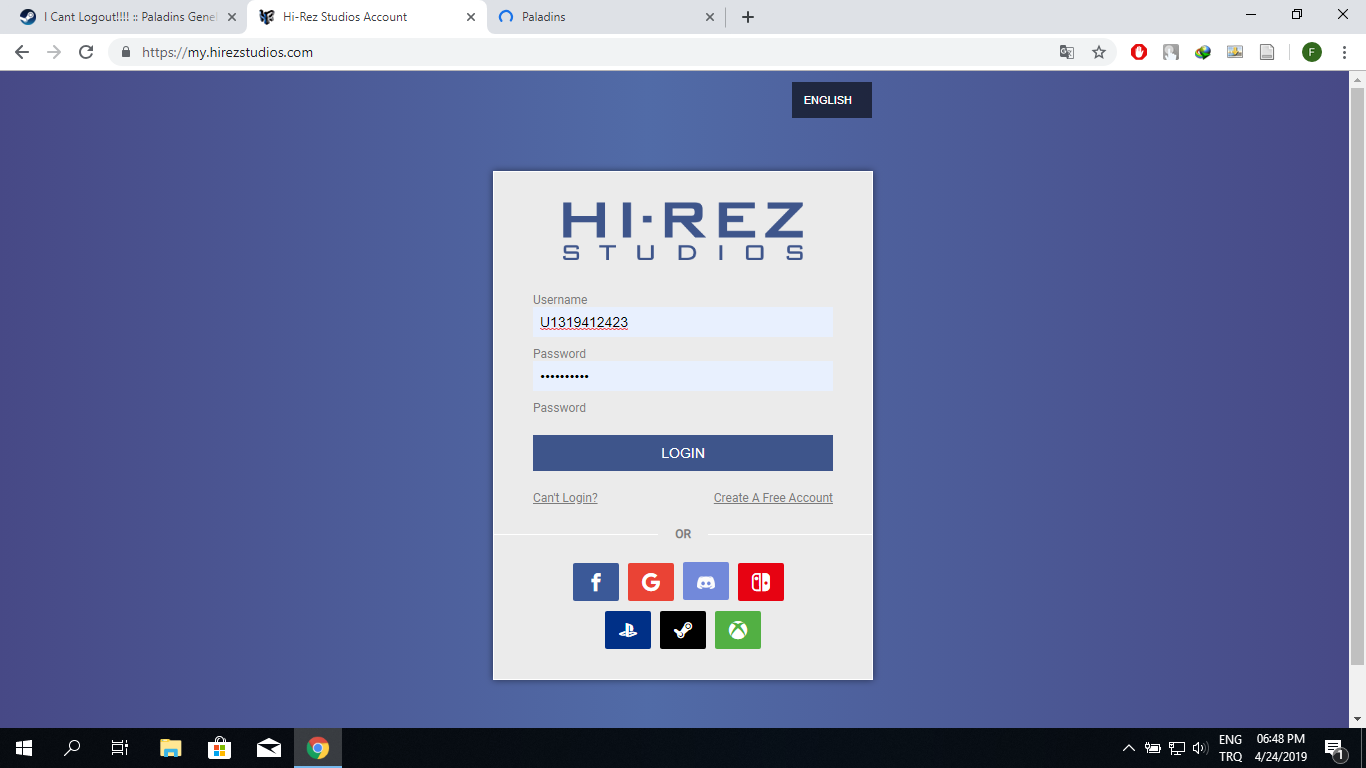 I Cant Logout!!!! :: Paladins Gene
Hi-Rez Studios Account
Paladins
https://my.hirezstudios.com
F
ENGLISH
HI-REZ
STUDIOS
Username
U1319412423
Password
••••••••••
Password
LOGIN
Can't Login?
Create A Free Account
OR
ENG
06:48 PM
TRQ
4/24/2019
1